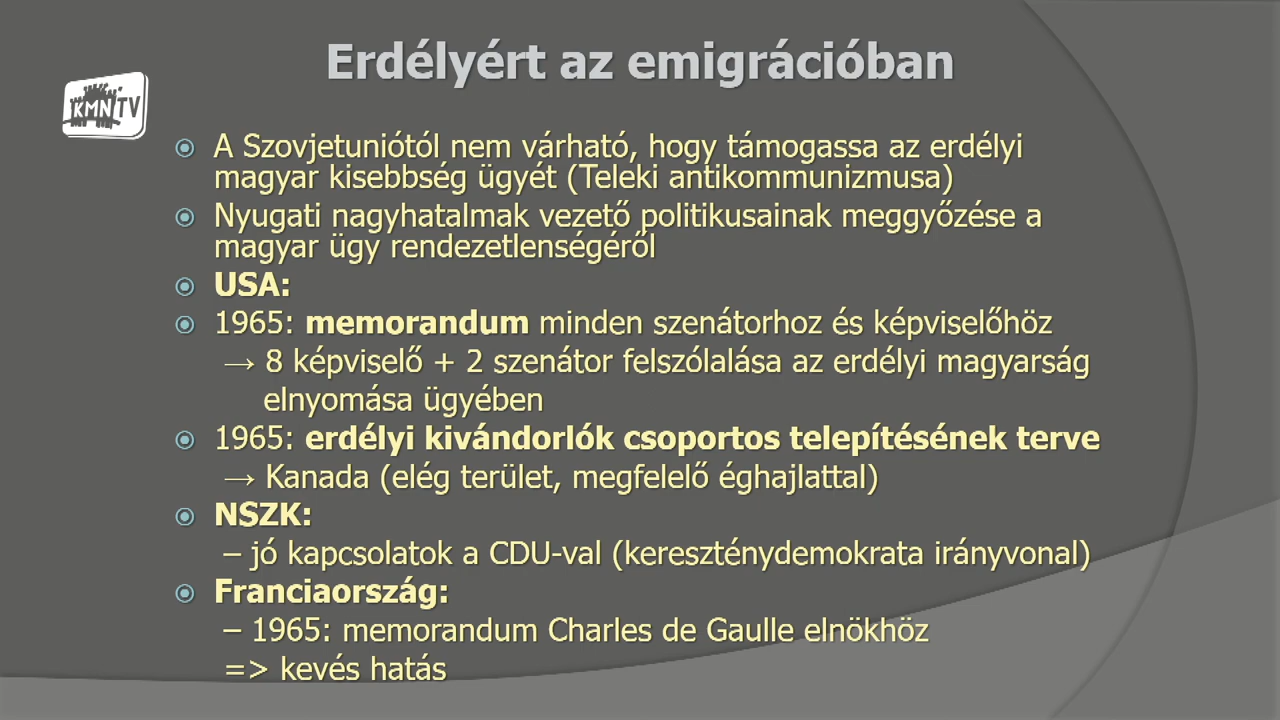 Erdélyért az emigrációban
KMN TV
A Szovjetuniótól nem várható, hogy támogassa az erdélyi
magyar kisebbség ügyét (Teleki antikommunizmusa)
Nyugati nagyhatalmak vezető politikusainak meggyőzése a
magyar ügy rendezetlenségéről
USA:
1965: memorandum minden szenátorhoz és képviselőhöz
→ 8 képviselő + 2 szenátor felszólalása az erdélyi magyarság
elnyomása ügyében
1965: erdélyi kivándorlók csoportos telepítésének terve
→ Kanada (elég terület, megfelelő éghajlattal)
NSZK:
– jó kapcsolatok a CDU-val (kereszténydemokrata irányvonal)
Franciaország:
– 1965: memorandum Charles de Gaulle elnökhöz
=> kevés hatás